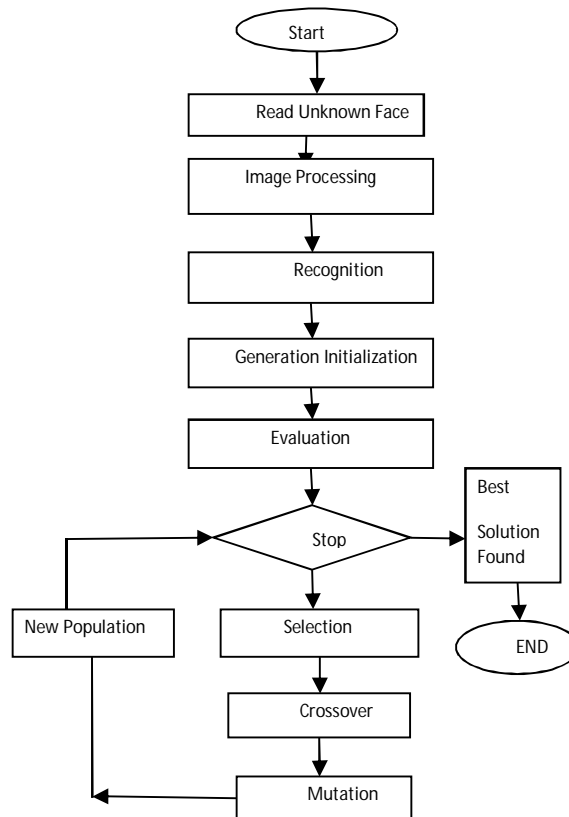 Start
Read Unknown Face
Image Processing
Recognition
Generation Initialization
Evaluation
Stop
Best
Solution
Found
New Population
Selection
END
Crossover
Mutation